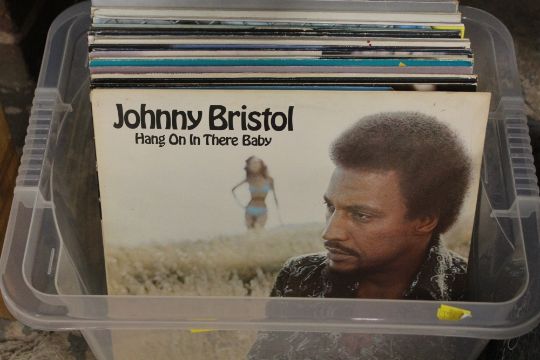 Johnny Bristol
Hang On In There Baby